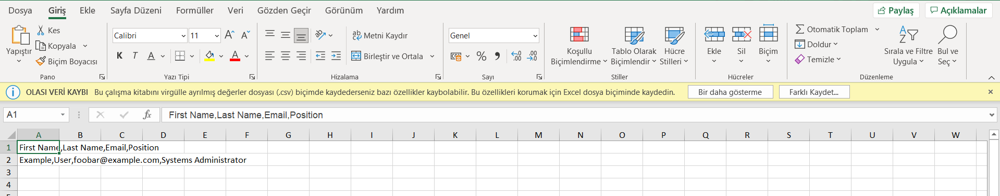 Dosya Giriş Ekle Sayfa Düzeni Formüller Veri Gözden Geçir Görünüm Yardım Paylaş Açıklamalar
Yapıştır Kes
Kopyala
Biçim Boyacısı
Pano
Calibri 11 A A
K T A A
Yazı Tipi
ab Metni Kaydır
Birleştir ve Ortala
Hizalama
Genel
% , ,00 ,00
Sayı
Koşullu Biçimlendirme
Tablo Olarak Biçimlendir
Hücre Stilleri
Stiller
Ekle Sil Biçim
Hücreler
Otomatik Toplam
Doldur
Temizle
Sırala ve Filtre Uygula
Bul ve Seç
Düzenleme
OLASI VERİ KAYBI Bu çalışma kitabını virgülle ayrılmış değerler dosyası (.csv) biçimde kaydederseniz bazı özellikler kaybolabilir. Bu özellikleri korumak için Excel dosya biçiminde kaydedin. Bir daha gösterme Farklı Kaydet...
A1 fx First Name,Last Name,Email,Position
A B C D E F G H I J K L M N O P Q R S T U V W
1 First Name,Last Name,Email,Position
2 Example,User,foobar@example.com,Systems Administrator
3
4